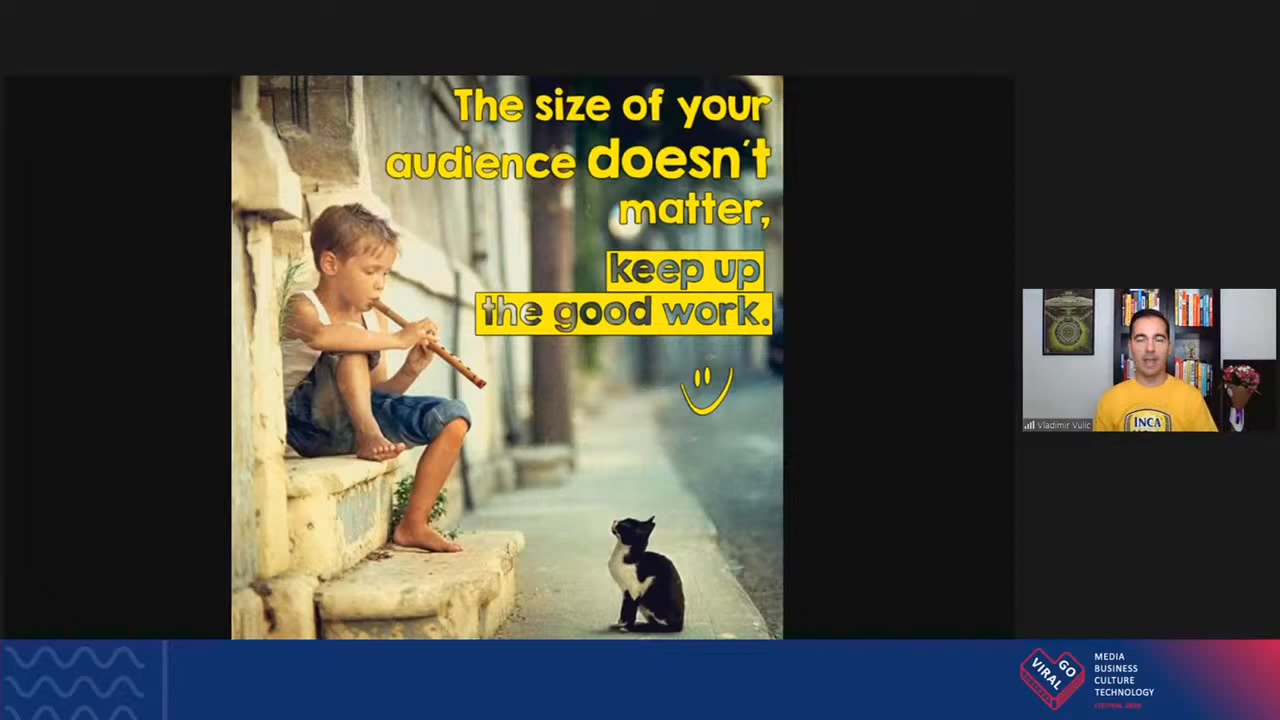 The size of your
audience doesn't
matter,
keep up
the good work.
Vladimir Vulic
INCA
GO
VIRAL
MEDIA
BUSINESS
CULTURE
TECHNOLOGY